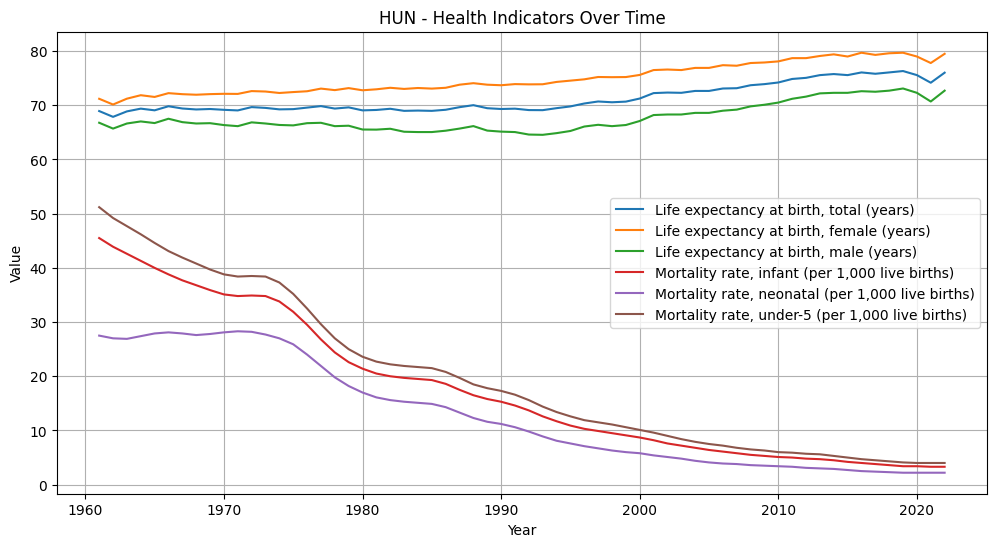 HUN - Health Indicators Over Time
80
70
60
50
40
30
20
10
0
Value
Life expectancy at birth, total (years)
Life expectancy at birth, female (years)
Life expectancy at birth, male (years)
Mortality rate, infant (per 1,000 live births)
Mortality rate, neonatal (per 1,000 live births)
Mortality rate, under-5 (per 1,000 live births)
1960 1970 1980 1990 2000 2010 2020
Year